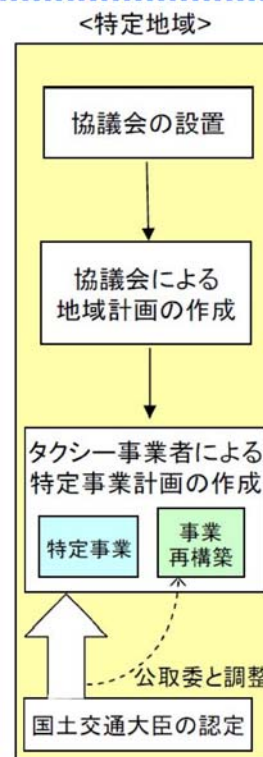 <特定地域>
協議会の設置
協議会による
地域計画の作成
タクシー事業者による
特定事業計画の作成
特定事業
事業
再構築
公取委と調整
国土交通大臣の認定